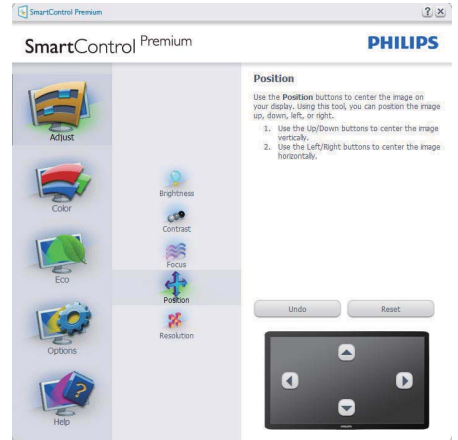 SmartControl Premium
? x
SmartControl Premium
PHILIPS
Adjust
Color
Eco
Options
Help
Brightness
Contrast
Focus
Position
Resolution
Position
Use the Position buttons to center the image on
your display. Using this tool, you can position the image
up, down, left, or right.
1. Use the Up/Down buttons to center the image
vertically.
2. Use the Left/Right buttons to center the image
horizontally.
Undo
Reset
PHILIPS